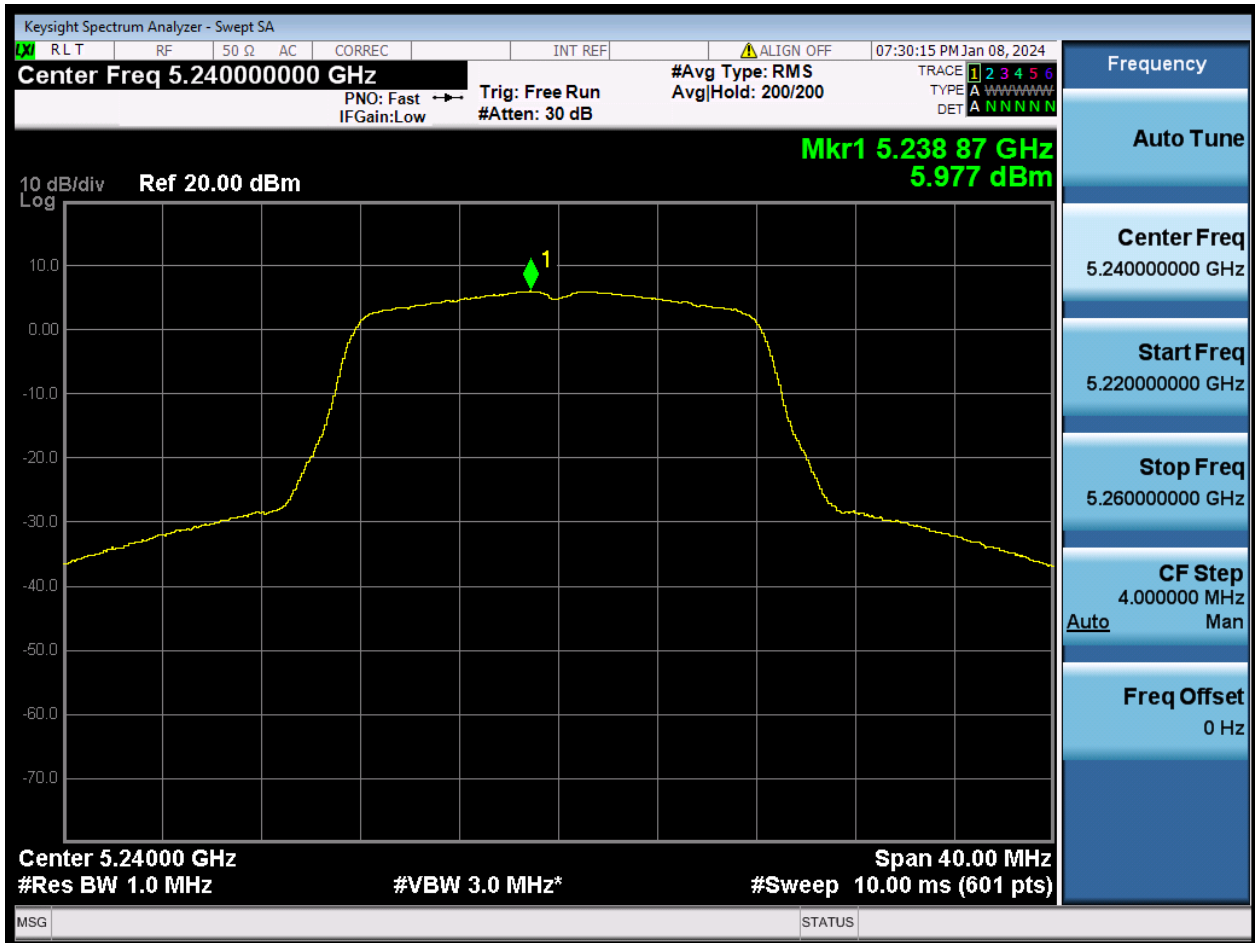 Keysight Spectrum Analyzer - Swept SA
LXI RLT RF 50 Ω AC CORREC INT REF ALIGN OFF 07:30:15 PM Jan 08, 2024
Center Freq 5.240000000 GHz
PNO: Fast
IFGain:Low
Trig: Free Run
#Atten: 30 dB
#Avg Type: RMS
Avg|Hold: 200/200
TRACE 1 2 3 4 5 6
TYPE A WWWWW
DET A N N N N N
Mkr1 5.238 87 GHz
5.977 dBm
10 dB/div Ref 20.00 dBm
Log
1
10.0
0.00
-10.0
-20.0
-30.0
-40.0
-50.0
-60.0
-70.0
Center 5.24000 GHz Span 40.00 MHz
#Res BW 1.0 MHz #VBW 3.0 MHz* #Sweep 10.00 ms (601 pts)
MSG STATUS
Frequency
Auto Tune
Center Freq
5.240000000 GHz
Start Freq
5.220000000 GHz
Stop Freq
5.260000000 GHz
CF Step
4.000000 MHz
Auto Man
Freq Offset
0 Hz